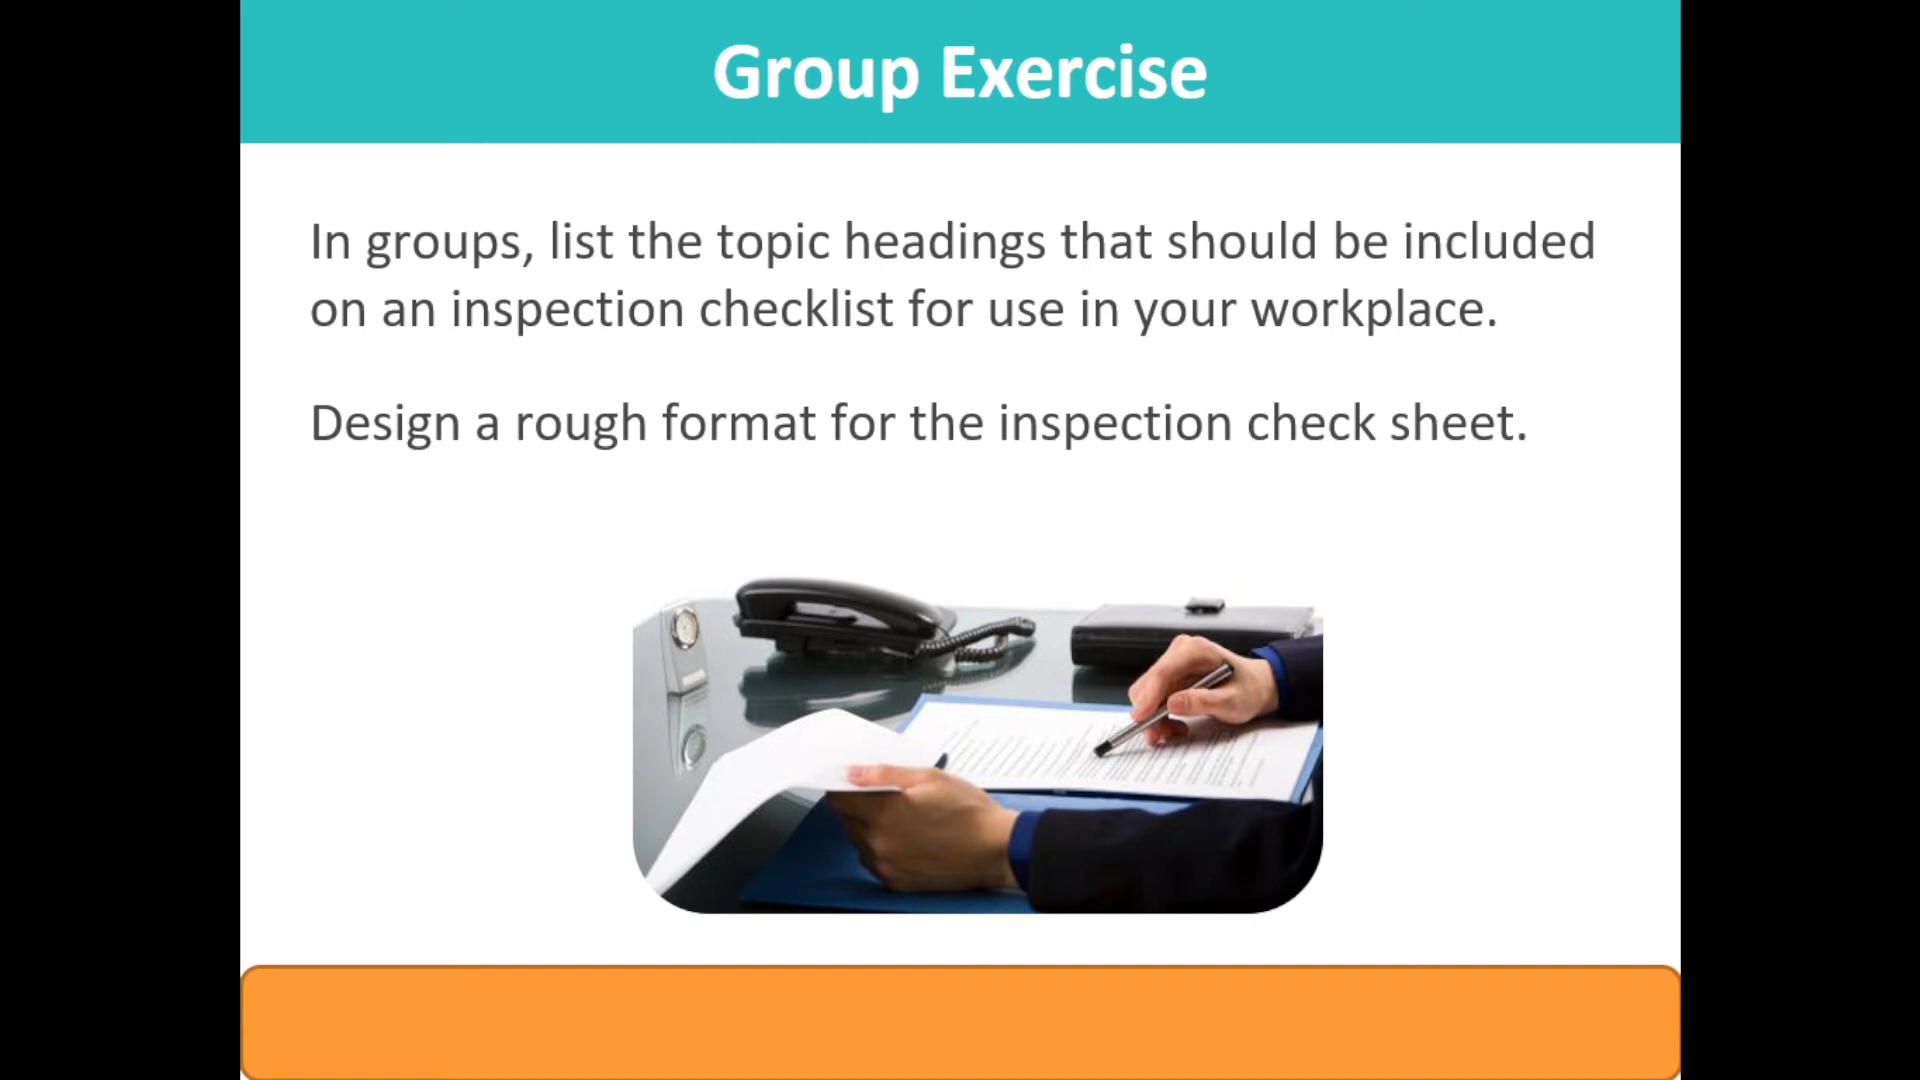 Group Exercise
In groups, list the topic headings that should be included
on an inspection checklist for use in your workplace.
Design a rough format for the inspection check sheet.